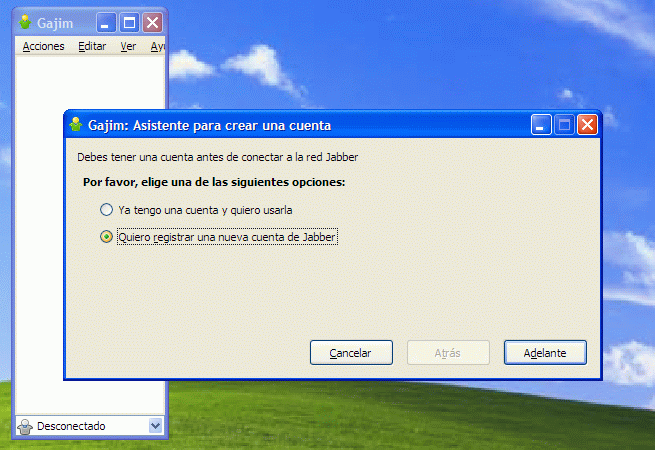 Gajim
Acciones Editar Ver Ayu
Gajim: Asistente para crear una cuenta
Debes tener una cuenta antes de conectar a la red Jabber
Por favor, elige una de las siguientes opciones:
Ya tengo una cuenta y quiero usarla
Quiero registrar una nueva cuenta de Jabber
Cancelar Atrás Adelante
Desconectado